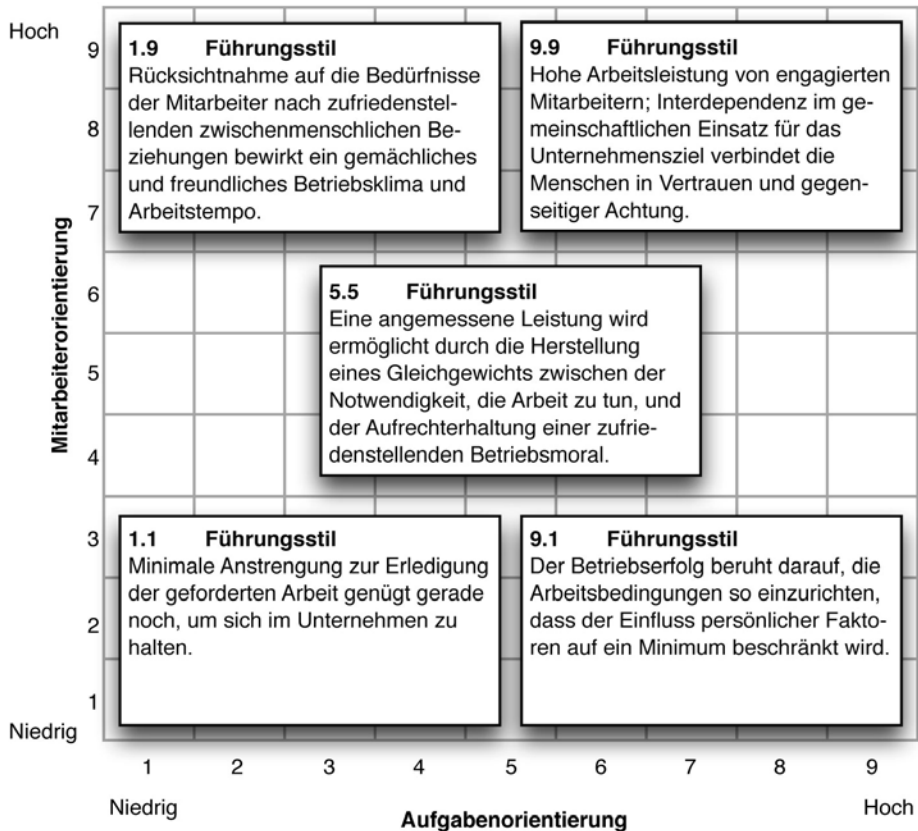 Hoch
9
8
7
6
5
4
3
2
1
Niedrig
Mitarbeiterorientierung
1.9 Führungsstil
Rücksichtnahme auf die Bedürfnisse
der Mitarbeiter nach zufriedenstel-
lenden zwischenmenschlichen Be-
ziehungen bewirkt ein gemächliches
und freundliches Betriebsklima und
Arbeitstempo.
9.9 Führungsstil
Hohe Arbeitsleistung von engagierten
Mitarbeitern; Interdependenz im ge-
meinschaftlichen Einsatz für das
Unternehmensziel verbindet die
Menschen in Vertrauen und gegen-
seitiger Achtung.
5.5 Führungsstil
Eine angemessene Leistung wird
ermöglicht durch die Herstellung
eines Gleichgewichts zwischen der
Notwendigkeit, die Arbeit zu tun, und
der Aufrechterhaltung einer zufrie-
denstellenden Betriebsmoral.
1.1 Führungsstil
Minimale Anstrengung zur Erledigung
der geforderten Arbeit genügt gerade
noch, um sich im Unternehmen zu
halten.
9.1 Führungsstil
Der Betriebserfolg beruht darauf, die
Arbeitsbedingungen so einzurichten,
dass der Einfluss persönlicher Fakto-
ren auf ein Minimum beschränkt wird.
1 2 3 4 5 6 7 8 9
Niedrig Hoch
Aufgabenorientierung